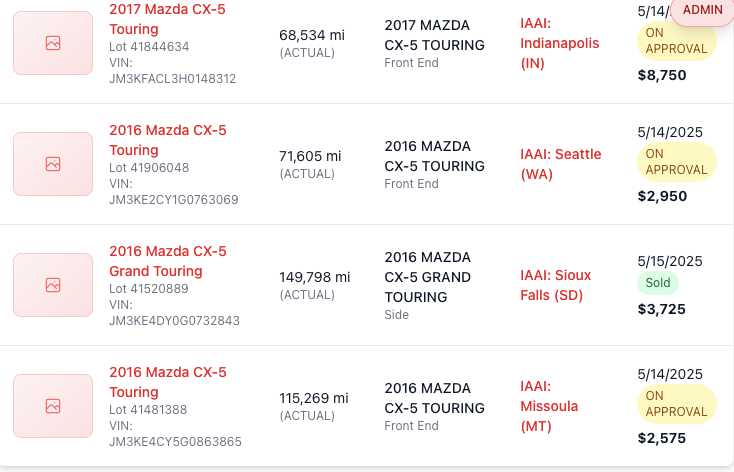 2017 Mazda CX-5
Touring
Lot 41844634
VIN:
JM3KFACL3H0148312
68,534 mi
(ACTUAL)
2017 MAZDA
CX-5 TOURING
Front End
IAAI:
Indianapolis
(IN)
5/14/
ADMIN
ON
APPROVAL
$8,750
2016 Mazda CX-5
Touring
Lot 41906048
VIN:
JM3KE2CY1G0763069
71,605 mi
(ACTUAL)
2016 MAZDA
CX-5 TOURING
Front End
IAAI: Seattle
(WA)
5/14/2025
ON
APPROVAL
$2,950
2016 Mazda CX-5
Grand Touring
Lot 41520889
VIN:
JM3KE4DY0G0732843
149,798 mi
(ACTUAL)
2016 MAZDA
CX-5 GRAND
TOURING
Side
IAAI: Sioux
Falls (SD)
5/15/2025
Sold
$3,725
2016 Mazda CX-5
Touring
Lot 41481388
VIN:
JM3KE4CY5G0863865
115,269 mi
(ACTUAL)
2016 MAZDA
CX-5 TOURING
Front End
IAAI:
Missoula
(MT)
5/14/2025
ON
APPROVAL
$2,575